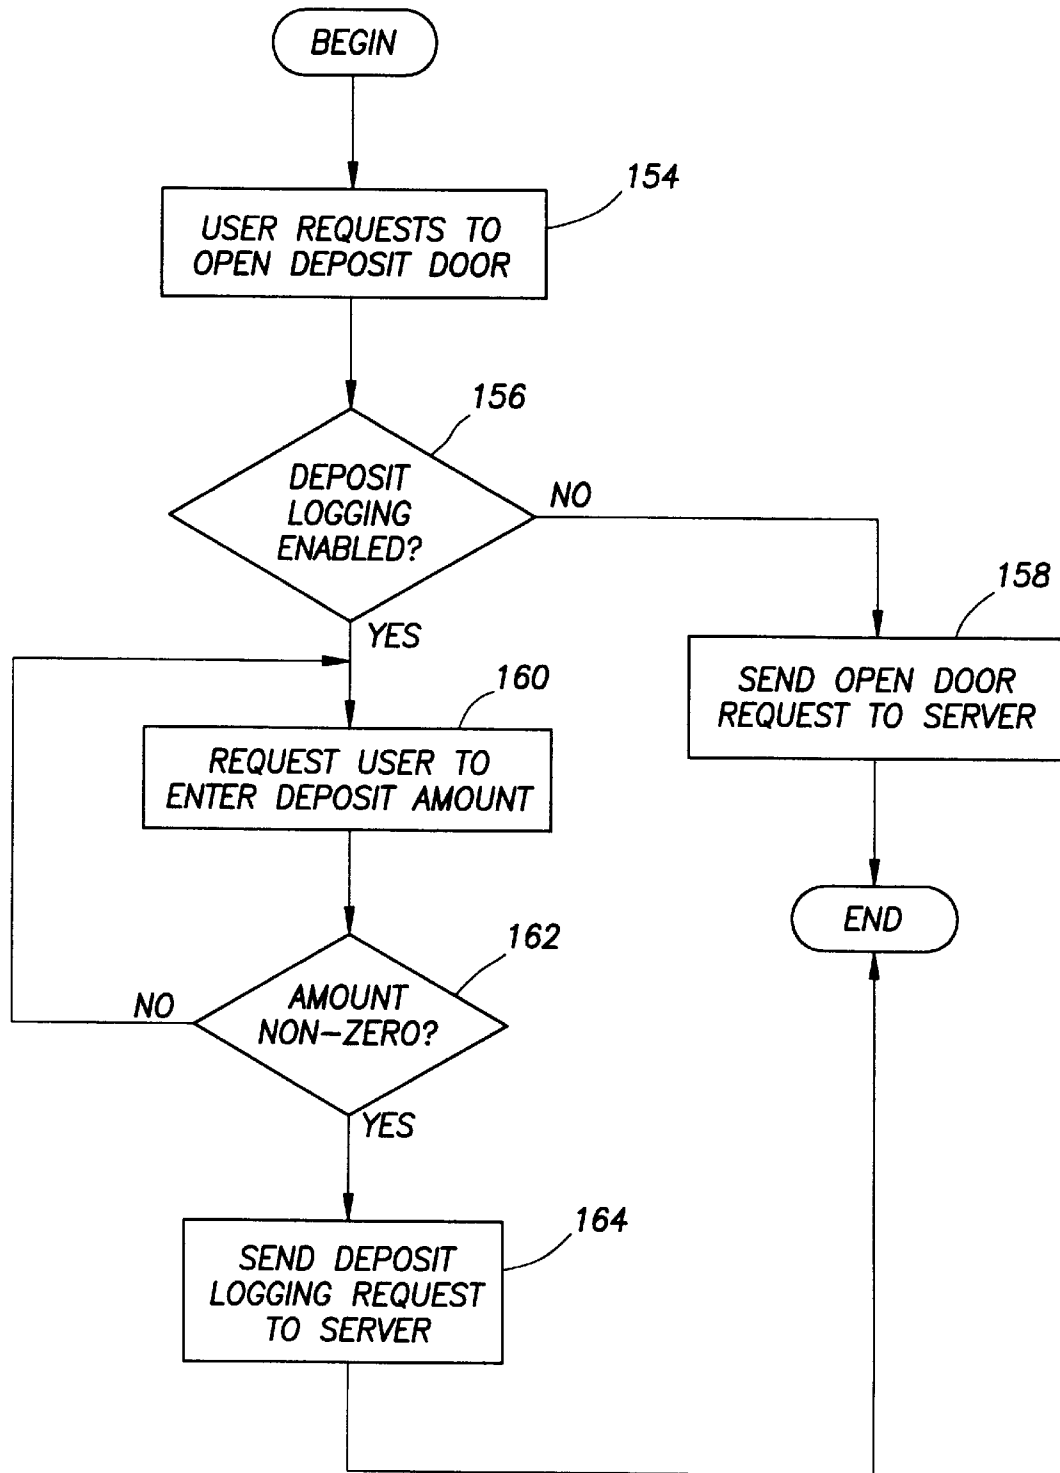 BEGIN
154
USER REQUESTS TO
OPEN DEPOSIT DOOR
156
DEPOSIT
LOGGING
ENABLED?
NO
YES
158
SEND OPEN DOOR
REQUEST TO SERVER
160
REQUEST USER TO
ENTER DEPOSIT AMOUNT
END
162
AMOUNT
NON-ZERO?
NO
YES
164
SEND DEPOSIT
LOGGING REQUEST
TO SERVER